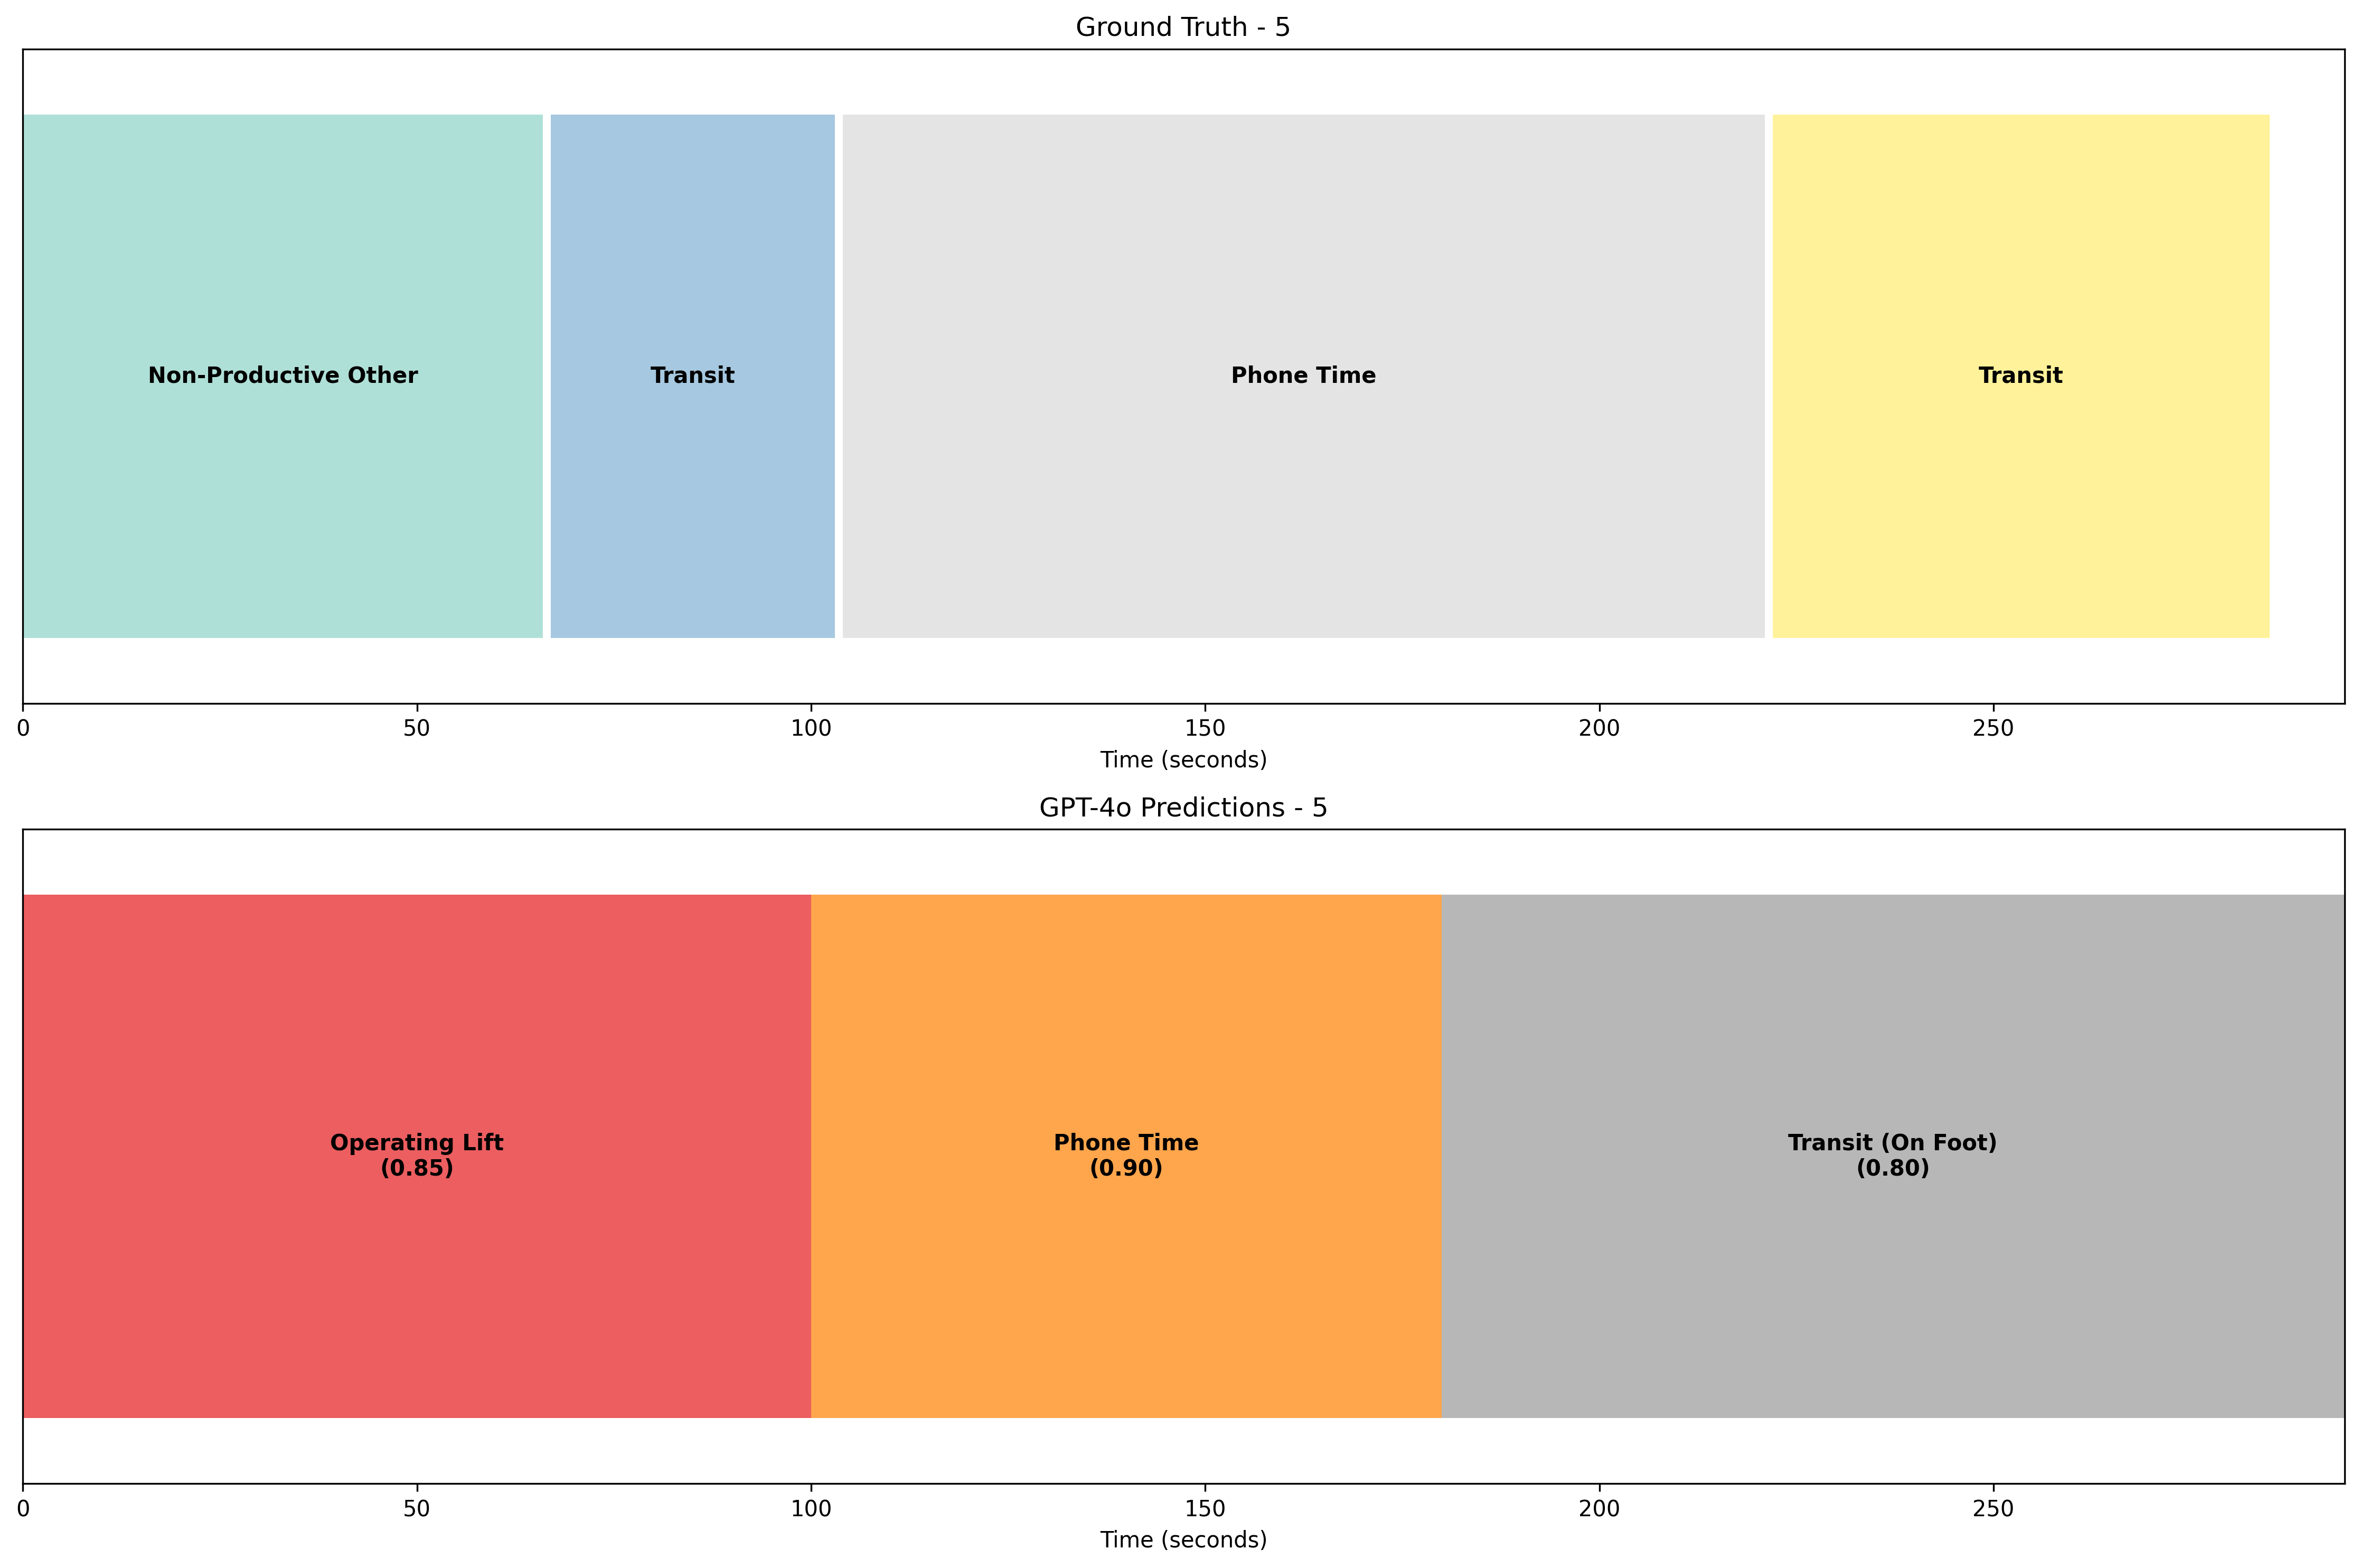 Ground Truth - 5
Non-Productive Other
Transit
Phone Time
Transit
0
50
100
150
200
250
Time (seconds)
GPT-4o Predictions - 5
Operating Lift
(0.85)
Phone Time
(0.90)
Transit (On Foot)
(0.80)
0
50
100
150
200
250
Time (seconds)